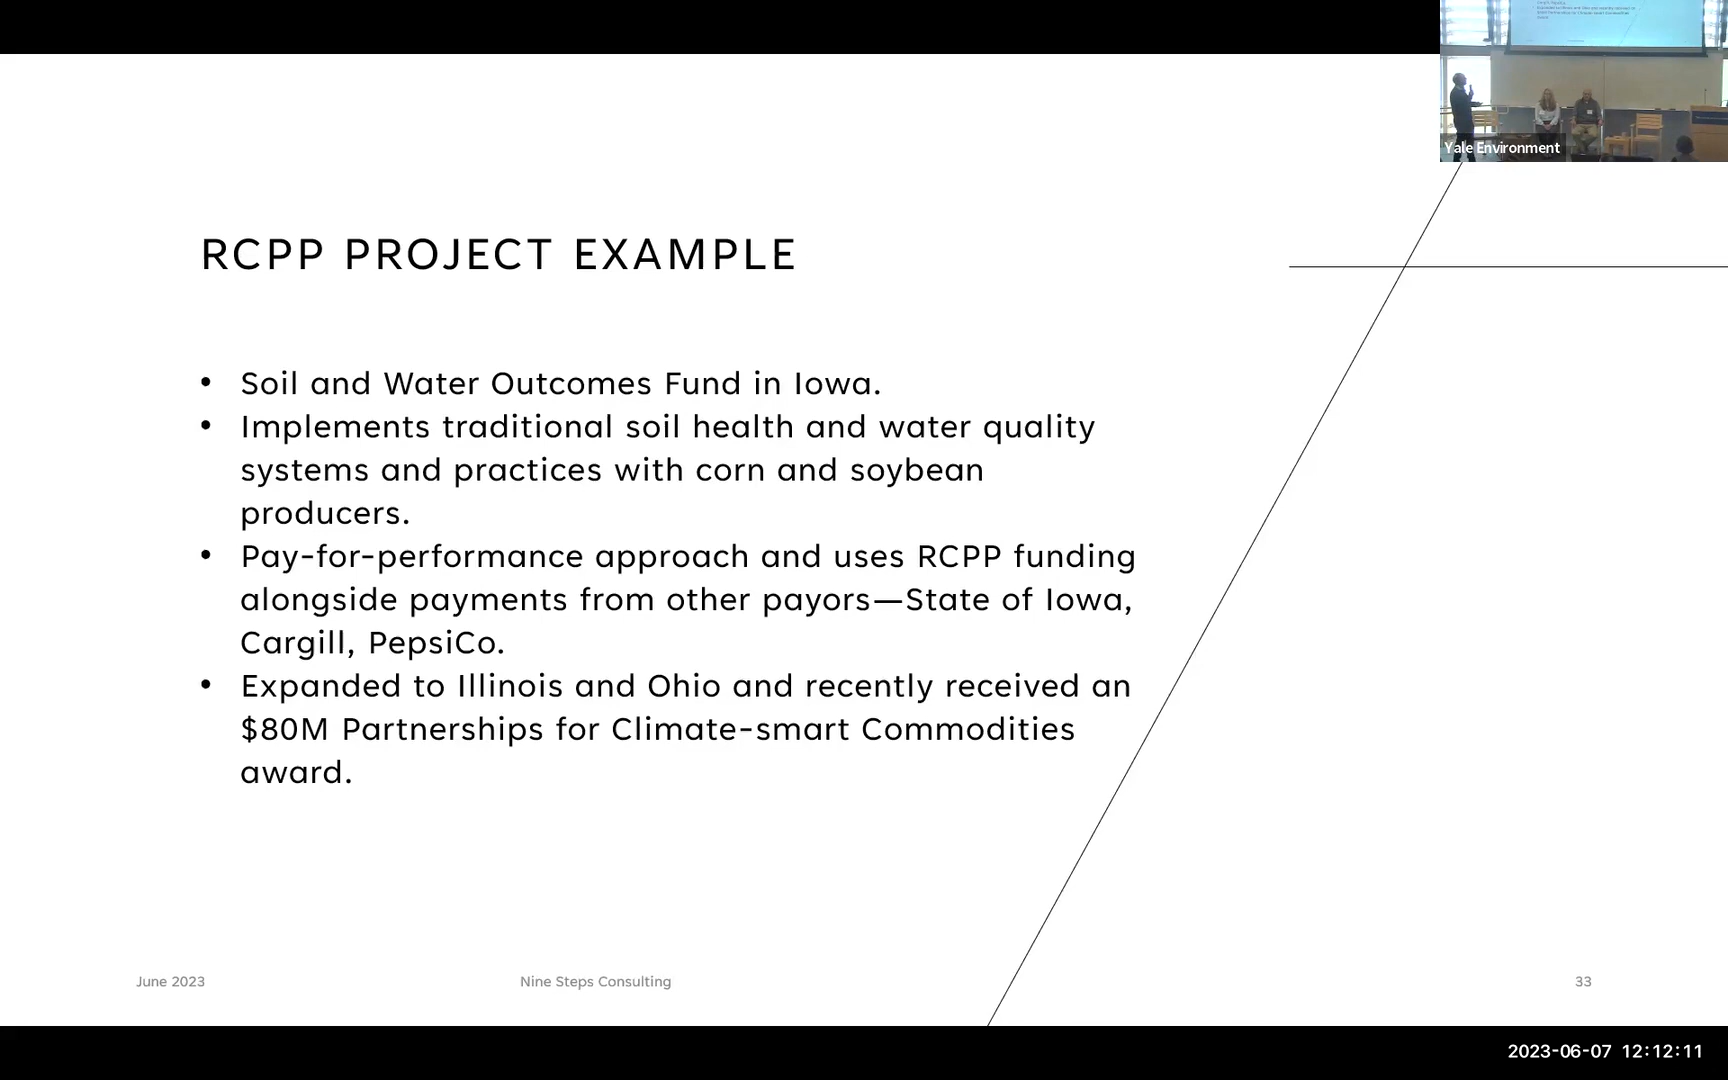 Yale Environment
RCPP PROJECT EXAMPLE
• Soil and Water Outcomes Fund in Iowa.
• Implements traditional soil health and water quality
systems and practices with corn and soybean
producers.
• Pay-for-performance approach and uses RCPP funding
alongside payments from other payors—State of Iowa,
Cargill, PepsiCo.
• Expanded to Illinois and Ohio and recently received an
$80M Partnerships for Climate-smart Commodities
award.
June 2023
Nine Steps Consulting
33
2023-06-07 12:12:11